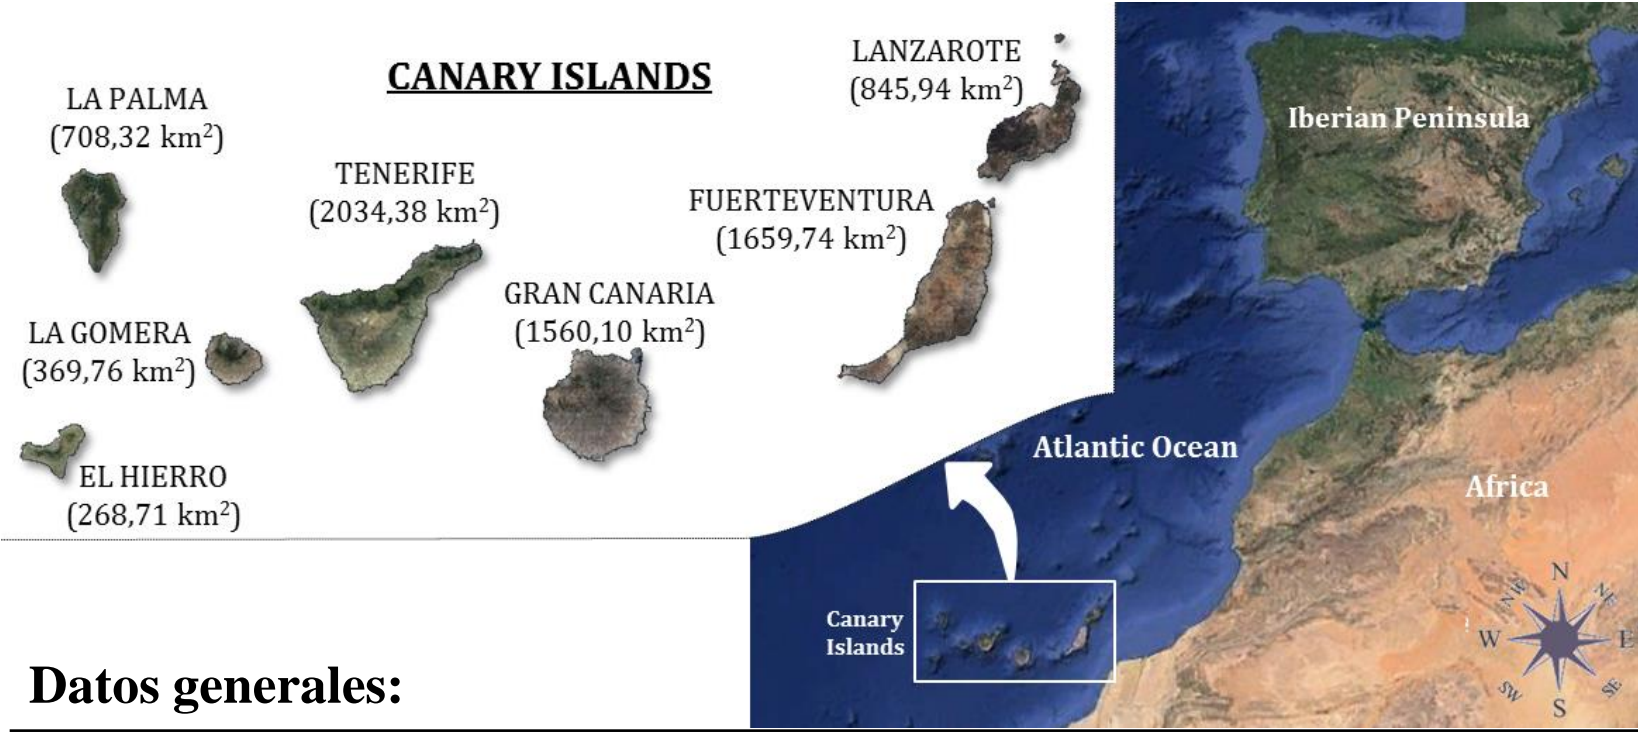 CANARY ISLANDS
LA PALMA
(708,32 km²)
TENERIFE
(2034,38 km²)
LANZAROTE
(845,94 km²)
FUERTEVENTURA
(1659,74 km²)
GRAN CANARIA
(1560,10 km²)
LA GOMERA
(369,76 km²)
EL HIERRO
(268,71 km²)
Iberian Peninsula
Atlantic Ocean
Africa
Canary
Islands
N
NW
NE
W
E
SW
SE
S
Datos generales: